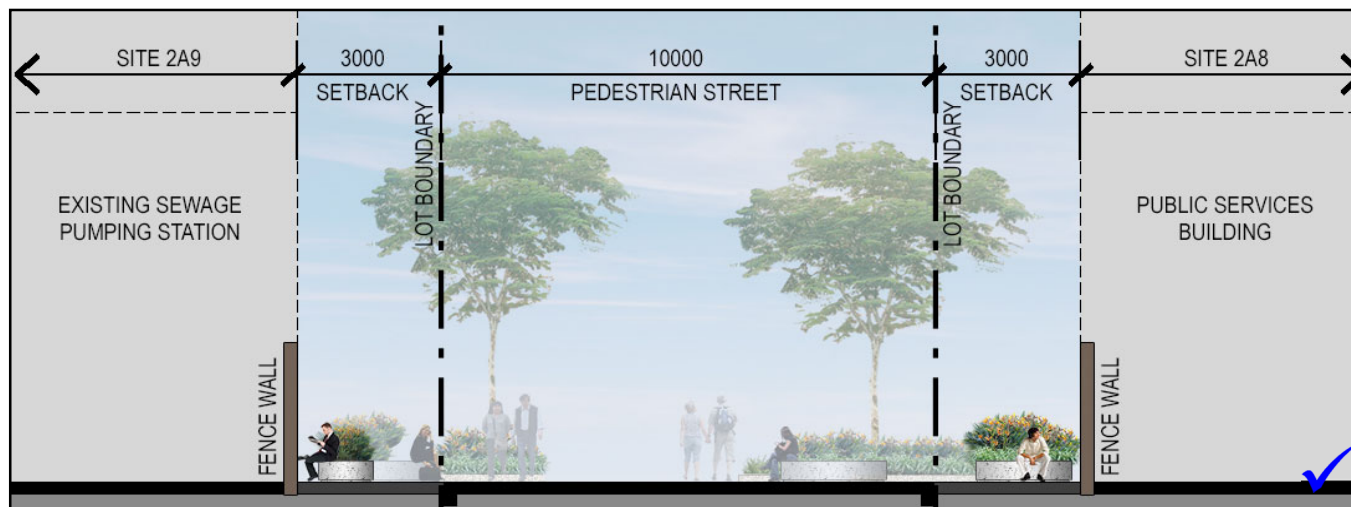 SITE 2A9
3000
10000
3000
SITE 2A8
SETBACK
PEDESTRIAN STREET
SETBACK
LOT BOUNDARY
LOT BOUNDARY
EXISTING SEWAGE
PUMPING STATION
PUBLIC SERVICES
BUILDING
FENCE WALL
FENCE WALL